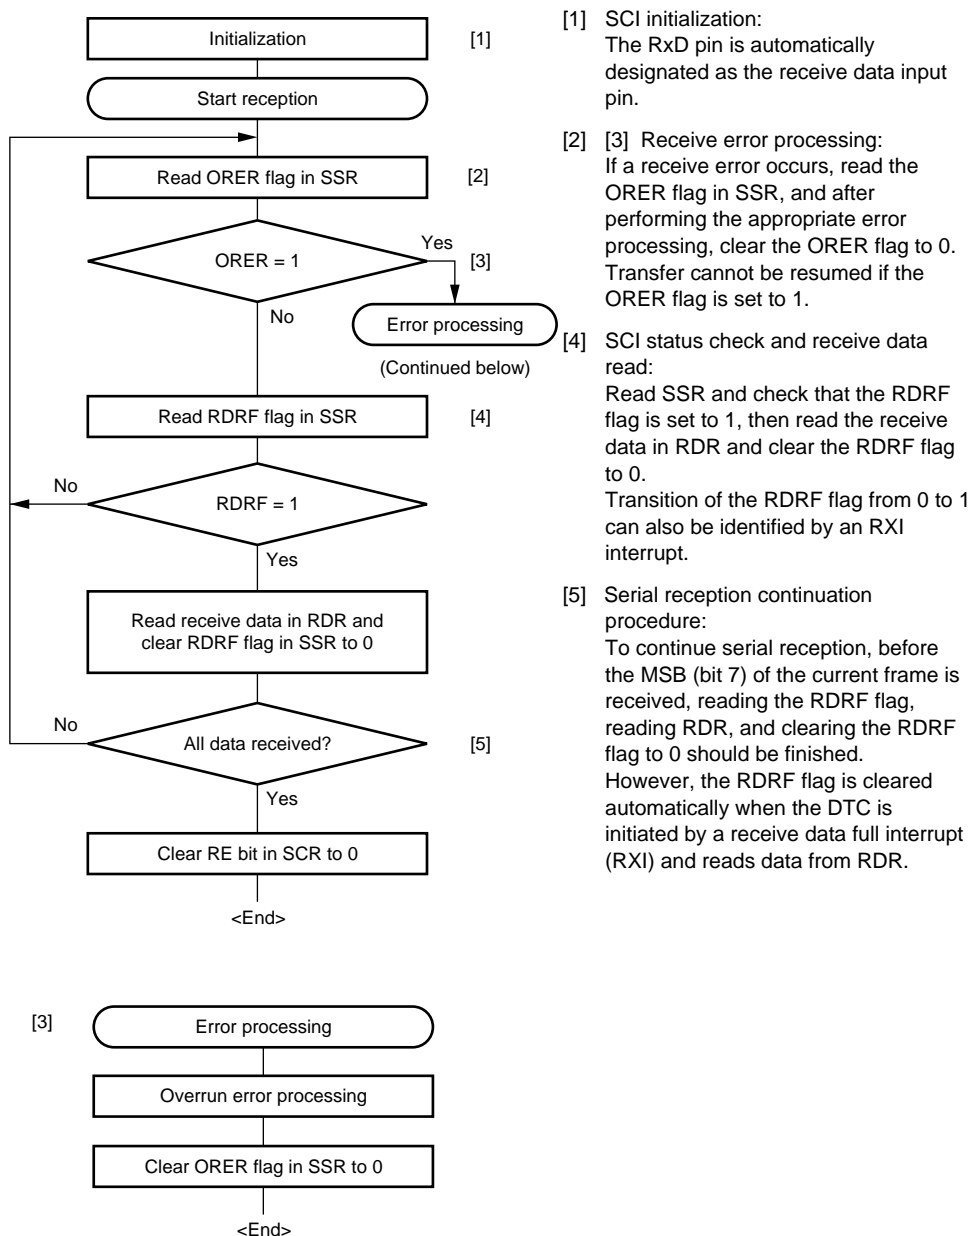 Initialization
[1]
Start reception
Read ORER flag in SSR
[2]
Yes
ORER = 1
[3]
No
Error processing
(Continued below)
Read RDRF flag in SSR
[4]
No
RDRF = 1
Yes
Read receive data in RDR and
clear RDRF flag in SSR to 0
No
All data received?
[5]
Yes
Clear RE bit in SCR to 0
<End>
[3]
Error processing
Overrun error processing
Clear ORER flag in SSR to 0
<End>
[1] SCI initialization:
The RxD pin is automatically
designated as the receive data input
pin.
[2] [3] Receive error processing:
If a receive error occurs, read the
ORER flag in SSR, and after
performing the appropriate error
processing, clear the ORER flag to 0.
Transfer cannot be resumed if the
ORER flag is set to 1.
[4] SCI status check and receive data
read:
Read SSR and check that the RDRF
flag is set to 1, then read the receive
data in RDR and clear the RDRF flag
to 0.
Transition of the RDRF flag from 0 to 1
can also be identified by an RXI
interrupt.
[5] Serial reception continuation
procedure:
To continue serial reception, before
the MSB (bit 7) of the current frame is
received, reading the RDRF flag,
reading RDR, and clearing the RDRF
flag to 0 should be finished.
However, the RDRF flag is cleared
automatically when the DTC is
initiated by a receive data full interrupt
(RXI) and reads data from RDR.